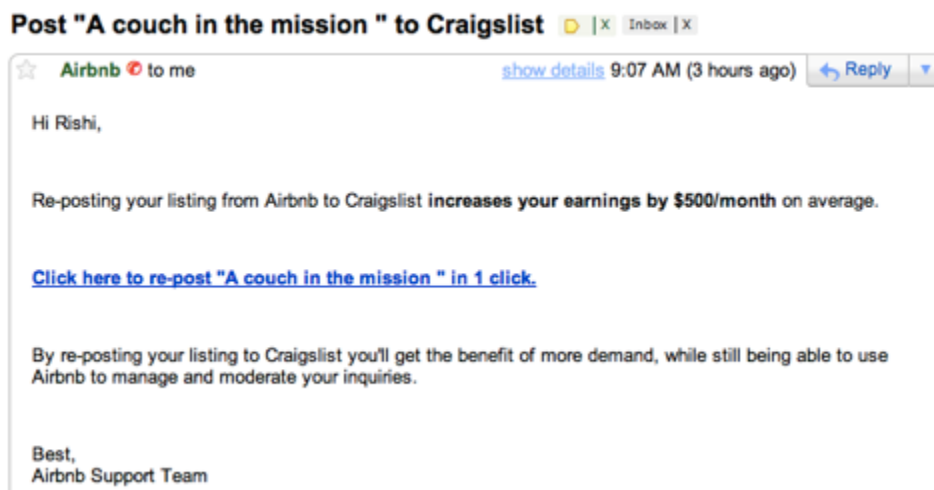 Post "A couch in the mission " to Craigslist | X Inbox | X
Airbnb to me show details 9:07 AM (3 hours ago) Reply
Hi Rishi,
Re-posting your listing from Airbnb to Craigslist increases your earnings by $500/month on average.
Click here to re-post "A couch in the mission " in 1 click.
By re-posting your listing to Craigslist you'll get the benefit of more demand, while still being able to use
Airbnb to manage and moderate your inquiries.
Best,
Airbnb Support Team